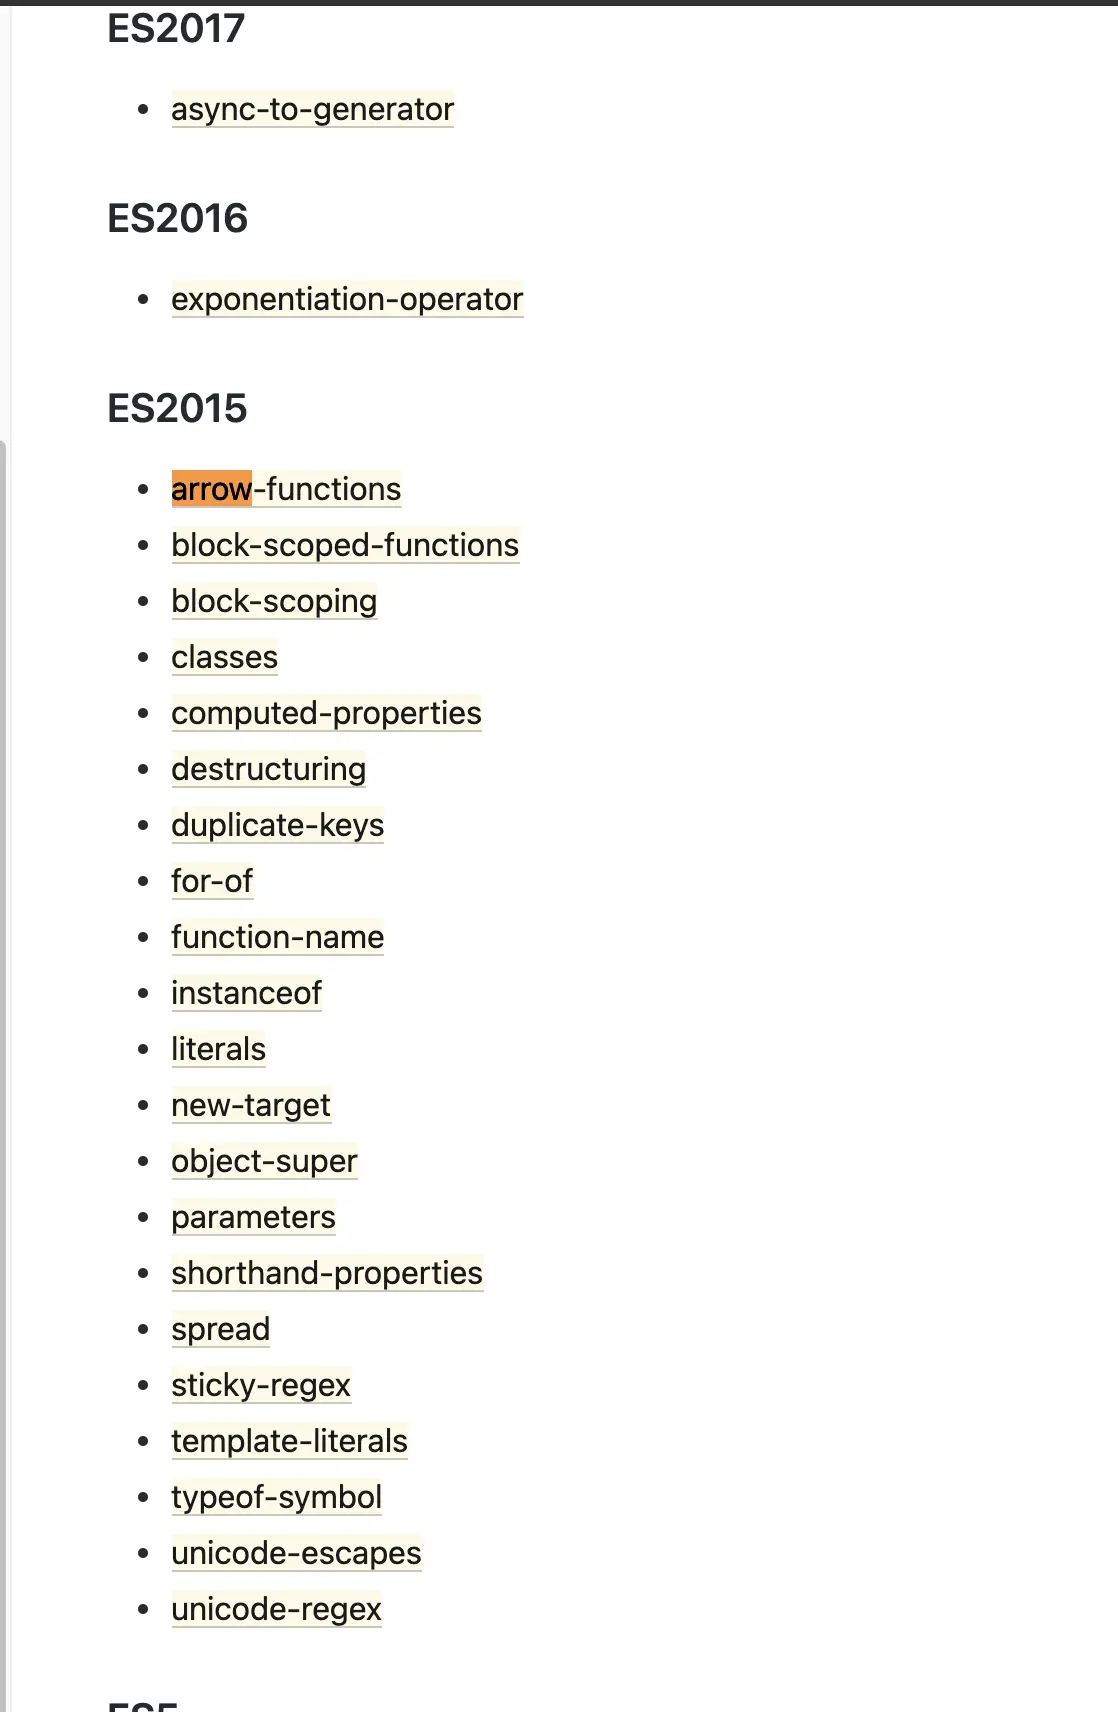 ES2017
async-to-generator
ES2016
exponentiation-operator
ES2015
arrow-functions
block-scoped-functions
block-scoping
classes
computed-properties
destructuring
duplicate-keys
for-of
function-name
instanceof
literals
new-target
object-super
parameters
shorthand-properties
spread
sticky-regex
template-literals
typeof-symbol
unicode-escapes
unicode-regex
ES5